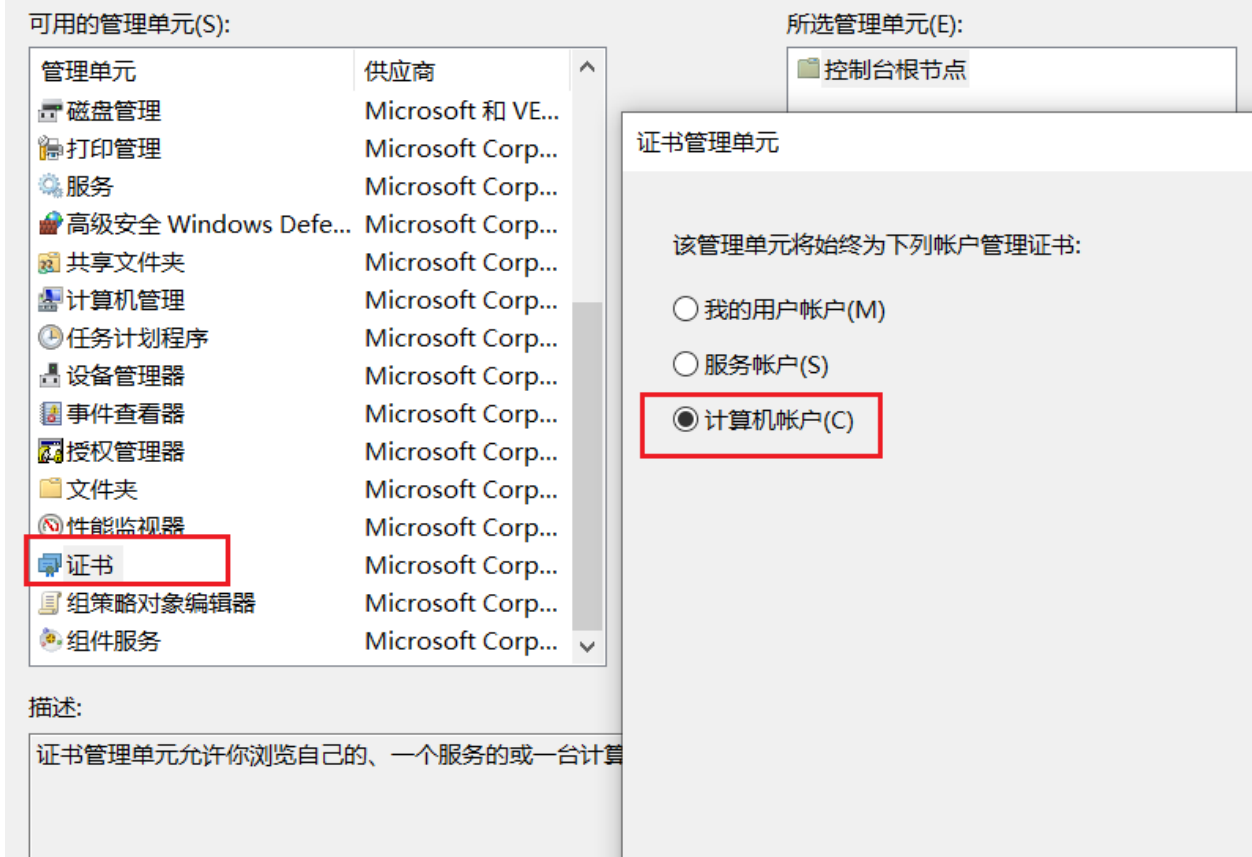 可用的管理单元(S):
管理单元 供应商
磁盘管理 Microsoft 和 VE...
打印管理 Microsoft Corp...
服务 Microsoft Corp...
高级安全 Windows Defe... Microsoft Corp...
共享文件夹 Microsoft Corp...
计算机管理 Microsoft Corp...
任务计划程序 Microsoft Corp...
设备管理器 Microsoft Corp...
事件查看器 Microsoft Corp...
授权管理器 Microsoft Corp...
文件夹 Microsoft Corp...
性能监视器 Microsoft Corp...
证书 Microsoft Corp...
组策略对象编辑器 Microsoft Corp...
组件服务 Microsoft Corp...
描述:
证书管理单元允许你浏览自己的、一个服务的或一台计算
所选管理单元(E):
控制台根节点
证书管理单元
该管理单元将始终为下列帐户管理证书:
我的用户帐户(M)
服务帐户(S)
计算机帐户(C)